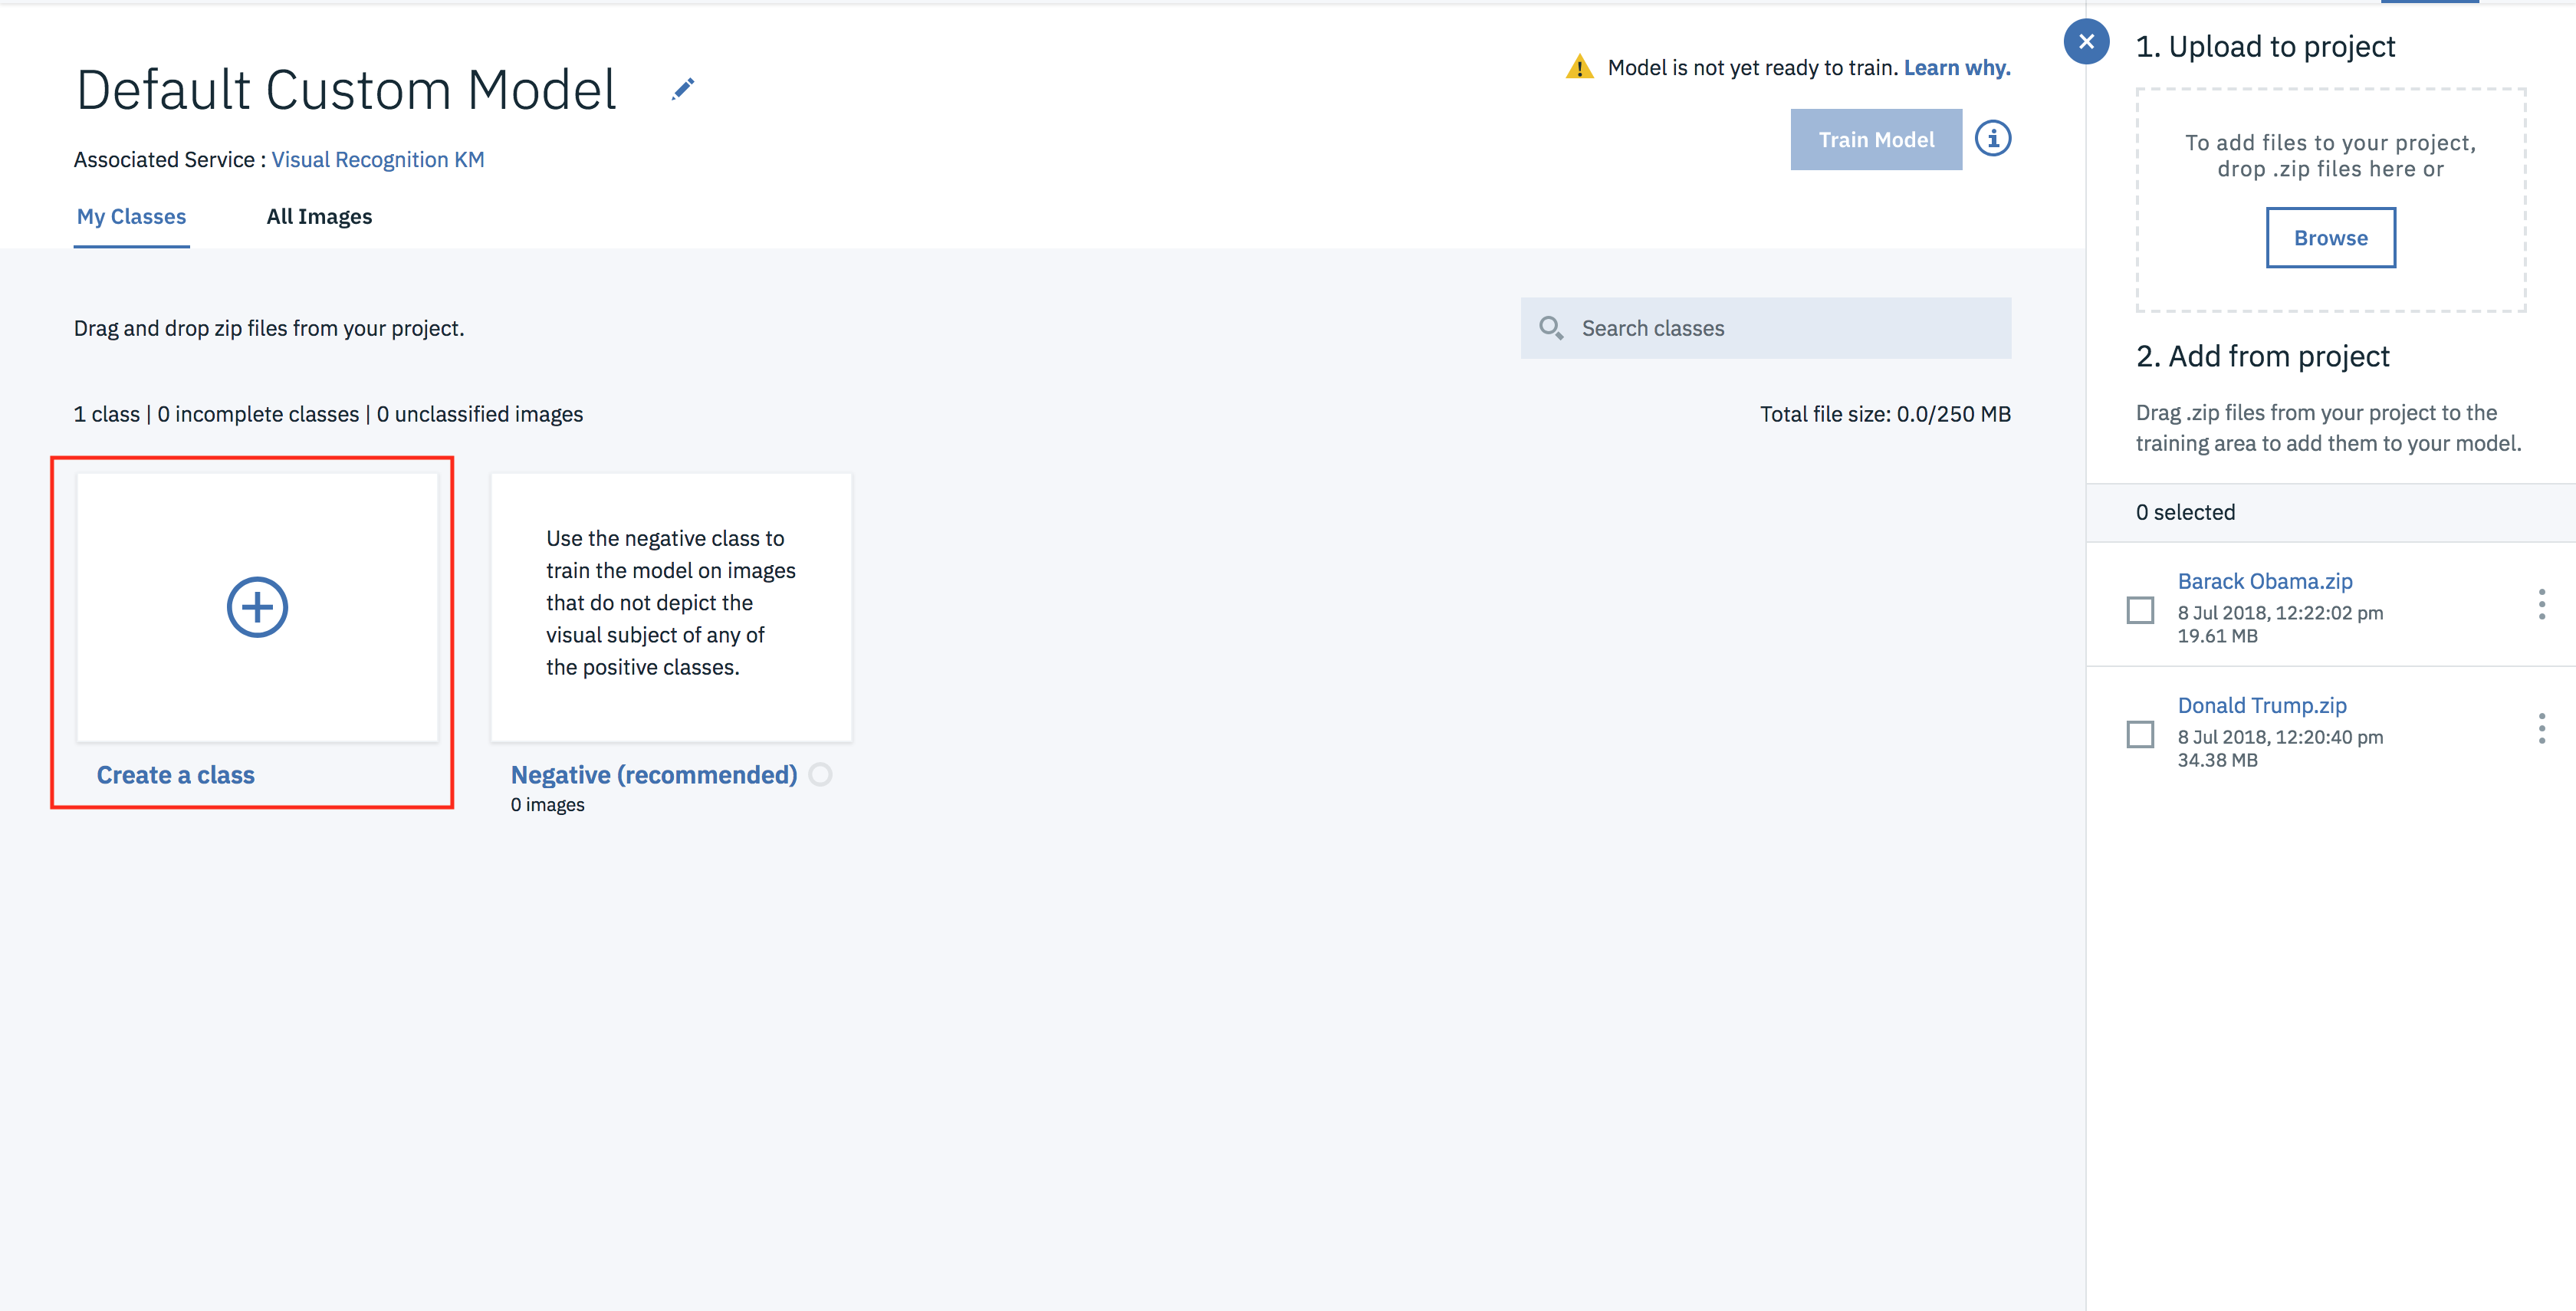 Default Custom Model
Associated Service : Visual Recognition KM
My Classes
All Images
Model is not yet ready to train. Learn why.
Train Model
Drag and drop zip files from your project.
Search classes
1 class | 0 incomplete classes | 0 unclassified images
Total file size: 0.0/250 MB
Create a class
Use the negative class to
train the model on images
that do not depict the
visual subject of any of
the positive classes.
Negative (recommended)
0 images
1. Upload to project
To add files to your project,
drop .zip files here or
Browse
2. Add from project
Drag .zip files from your project to the
training area to add them to your model.
0 selected
Barack Obama.zip
8 Jul 2018, 12:22:02 pm
19.61 MB
Donald Trump.zip
8 Jul 2018, 12:20:40 pm
34.38 MB